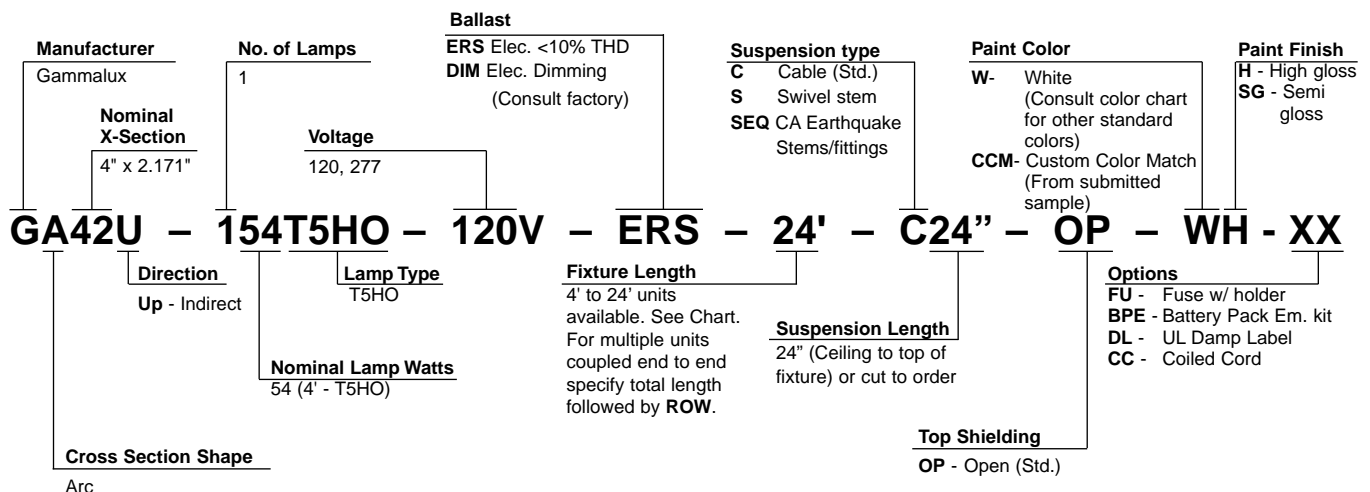 Manufacturer
Gammalux
Nominal
X-Section
4" x 2.171"
No. of Lamps
1
Voltage
120, 277
Ballast
ERS Elec. <10% THD
DIM Elec. Dimming
(Consult factory)
Suspension type
C Cable (Std.)
S Swivel stem
SEQ CA Earthquake
Stems/fittings
Paint Color
W- White
(Consult color chart
for other standard
colors)
CCM- Custom Color Match
(From submitted
sample)
Paint Finish
H - High gloss
SG - Semi
gloss
GA42U – 154T5HO – 120V – ERS – 24' – C24” – OP – WH - XX
Direction
Up - Indirect
Lamp Type
T5HO
Nominal Lamp Watts
54 (4' - T5HO)
Cross Section Shape
Arc
Fixture Length
4' to 24’ units
available. See Chart.
For multiple units
coupled end to end
specify total length
followed by ROW.
Suspension Length
24” (Ceiling to top of
fixture) or cut to order
Top Shielding
OP - Open (Std.)
Options
FU - Fuse w/ holder
BPE - Battery Pack Em. kit
DL - UL Damp Label
CC - Coiled Cord